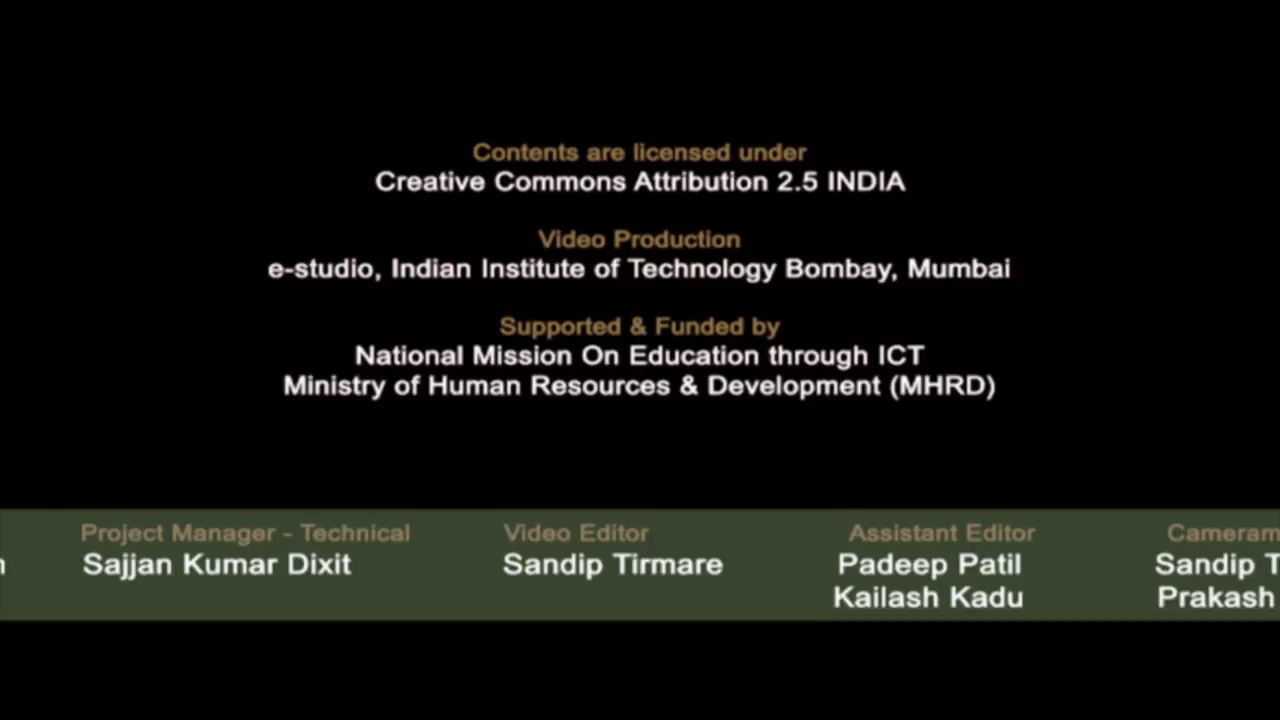 Contents are licensed under
Creative Commons Attribution 2.5 INDIA
Video Production
e-studio, Indian Institute of Technology Bombay, Mumbai
Supported & Funded by
National Mission On Education through ICT
Ministry of Human Resources & Development (MHRD)
Project Manager - Technical Video Editor Assistant Editor
Sajjan Kumar Dixit Sandip Tirmare Padeep Patil Sandip
Kailash Kadu Prakash